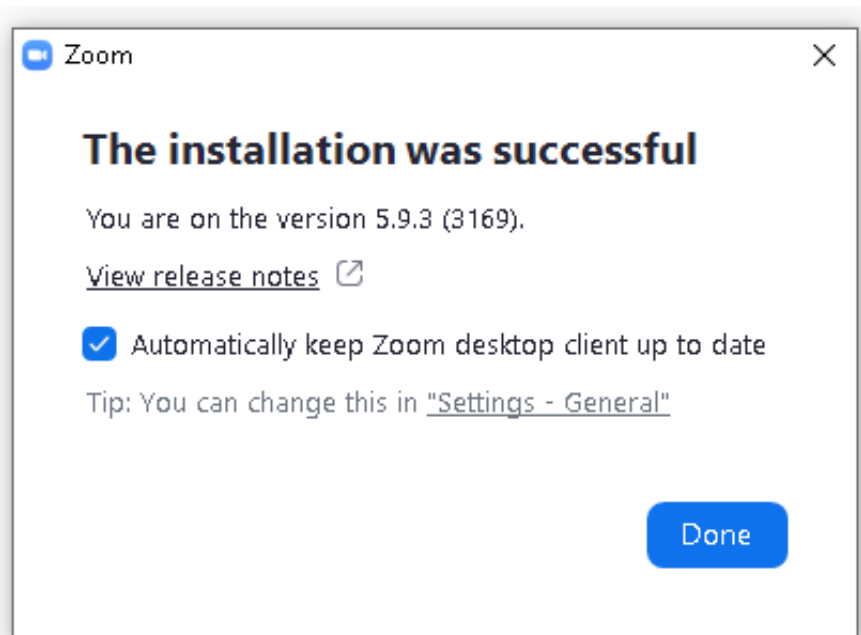 Zoom
The installation was successful
You are on the version 5.9.3 (3169).
View release notes
Automatically keep Zoom desktop client up to date
Tip: You can change this in "Settings - General"
Done